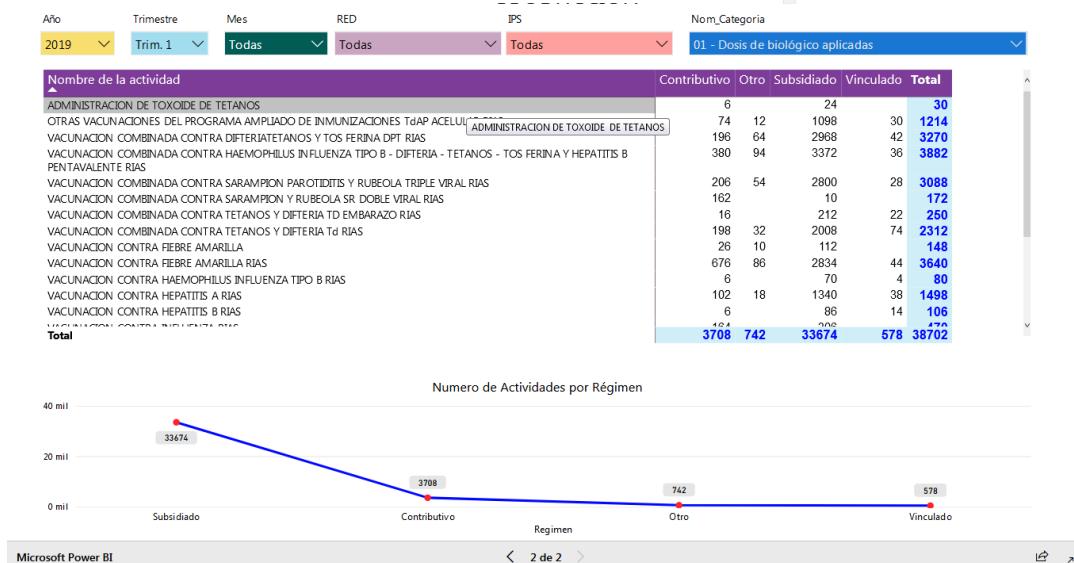 Año Trimestre Mes RED IPS Nom_Categoria
2019 Trim. 1 Todas Todas Todas 01 - Dosis de biológico aplicadas
Nombre de la actividad Contributivo Otro Subsidiado Vinculado Total
ADMINISTRACION DE TOXOIDE DE TETANOS 6 24 30
OTRAS VACUNACIONES DEL PROGRAMA AMPLIADO DE INMUNIZACIONES TdAP 74 12 1098 30 1214
ADMINISTRACION DE TOXOIDE DE TETANOS
VACUNACION COMBINADA CONTRA DIFTERIATETANOS Y TOS FERINA DPT RIAS 196 64 2968 42 3270
VACUNACION COMBINADA CONTRA HAEMOPHILUS INFLUENZA TIPO B - DIFTERIA - TETANOS - TOS FERINA Y HEPATITIS B 380 94 3372 36 3882
PENTAVALENTE RIAS
VACUNACION COMBINADA CONTRA SARAMPION PAROTIDITIS Y RUBEOLA TRIPLE VIRAL RIAS 206 54 2800 28 3088
VACUNACION COMBINADA CONTRA SARAMPION Y RUBEOLA SR DOBLE VIRAL RIAS 162 10 172
VACUNACION COMBINADA CONTRA TETANOS Y DIFTERIA TD EMBARAZO RIAS 16 212 22 250
VACUNACION COMBINADA CONTRA TETANOS Y DIFTERIA Td RIAS 198 32 2008 74 2312
VACUNACION CONTRA FIEBRE AMARILLA 26 10 112 148
VACUNACION CONTRA FIEBRE AMARILLA RIAS 676 86 2834 44 3640
VACUNACION CONTRA HAEMOPHILUS INFLUENZA TIPO B RIAS 6 70 4 80
VACUNACION CONTRA HEPATITIS A RIAS 102 18 1340 38 1498
VACUNACION CONTRA HEPATITIS B RIAS 6 86 14 106
Total 3708 742 33674 578 38702
Numero de Actividades por Régimen
40 mil
20 mil
0 mil
33674
3708
742
578
Subsidiado Contributivo Otro Vinculado
Regimen
Microsoft Power BI 2 de 2